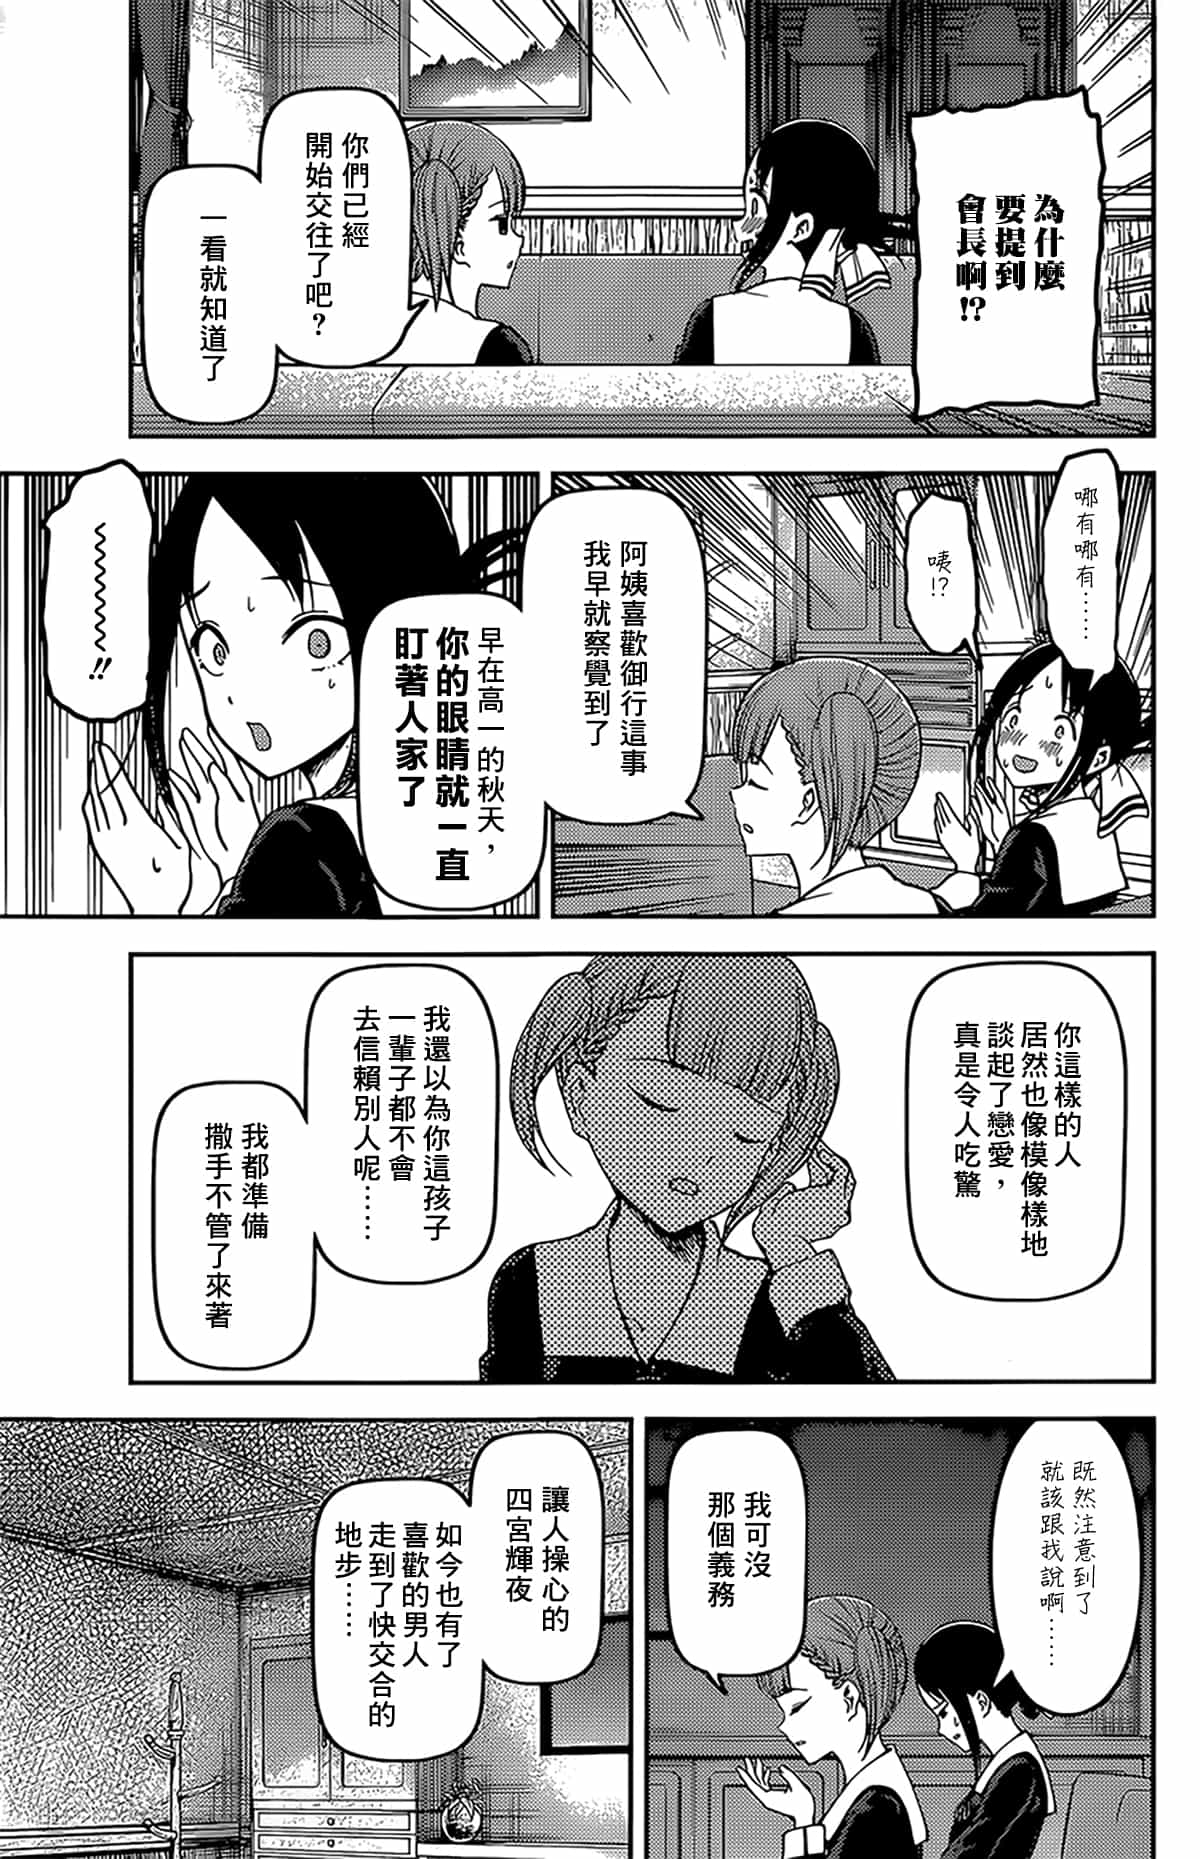 為什麼
要提到
會長啊!?
你們已經
開始交往了吧？
一看就知道了
哪有哪有……
咦!?
阿姨喜歡御行這事
我早就察覺到了
早在高一的秋天，
你的眼睛就一直
盯著人家了
~~~~!!
你這樣的人
居然也像模像樣地
談起了戀愛，
真是令人吃驚
我還以為你這孩子
一輩子都不會
去信賴別人呢……
我都準備
撒手不管了來著
既然注意到了
就該跟我說啊……
我可沒
那個義務
讓人操心的
四宮輝夜
如今也有了
喜歡的男人
走到了快交合的
地步……